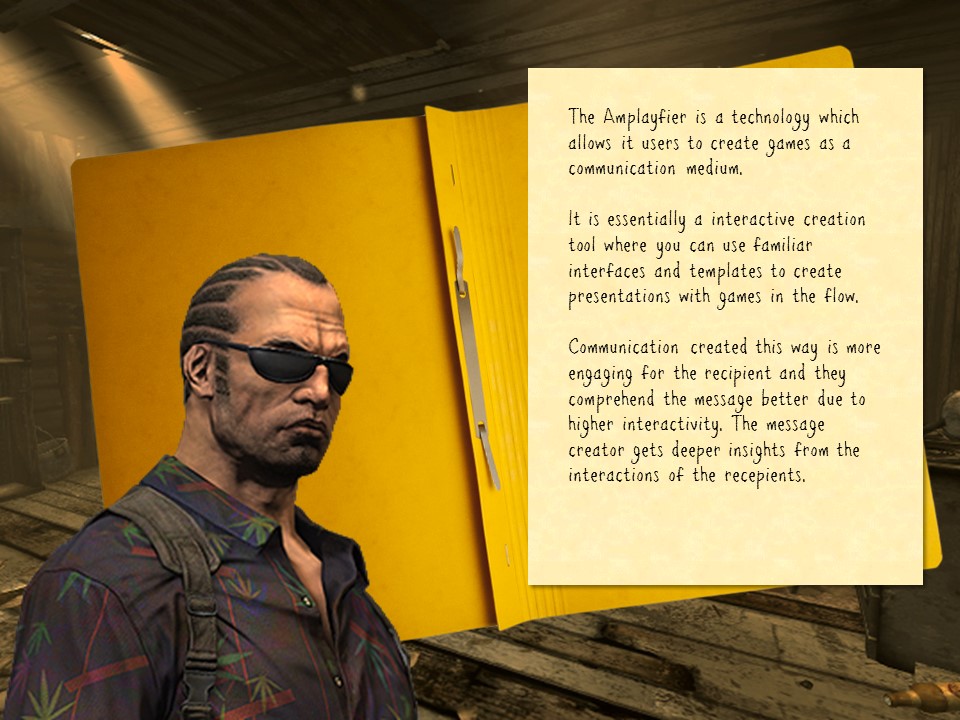 The Amplayfier is a technology which
allows it users to create games as a
communication medium.
It is essentially a interactive creation
tool where you can use familiar
interfaces and templates to create
presentations with games in the flow.
Communication created this way is more
engaging for the recipient and they
comprehend the message better due to
higher interactivity. The message
creator gets deeper insights from the
interactions of the recepients.